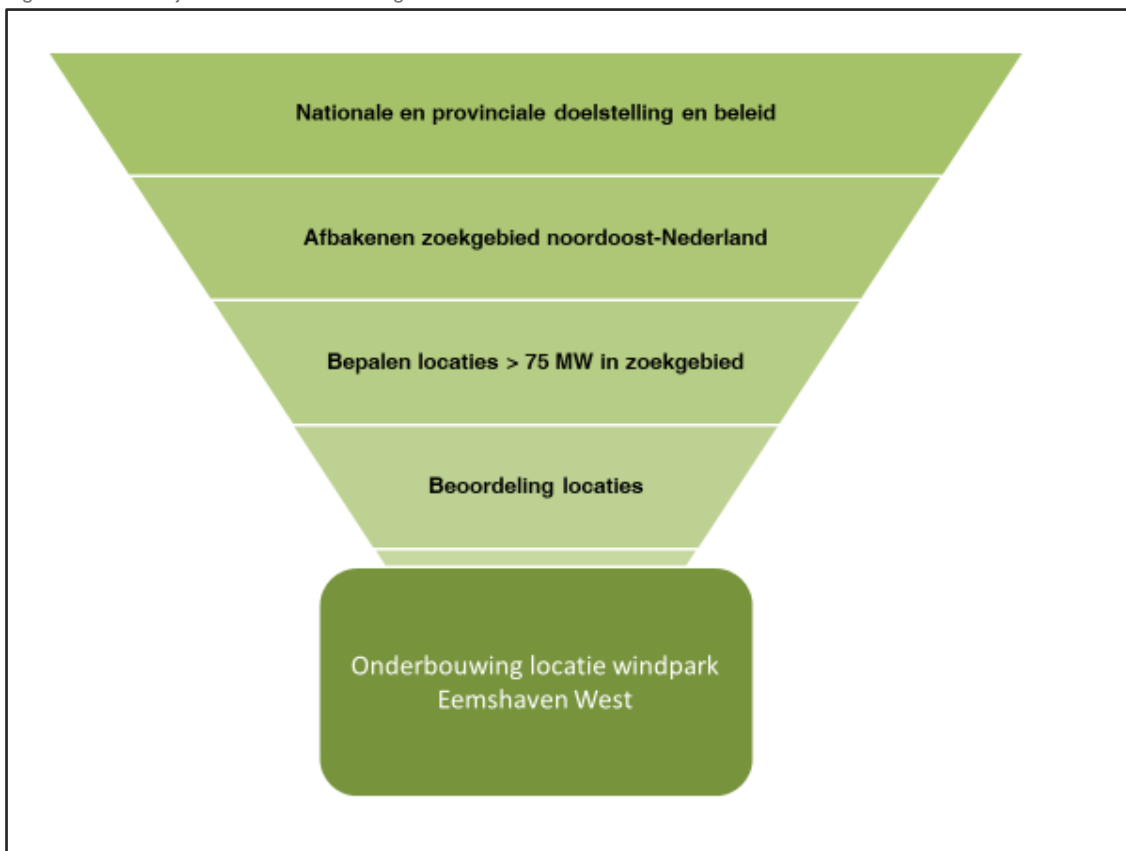 Nationale en provinciale doelstelling en beleid
Afbakenen zoekgebied noordoost-Nederland
Bepalen locaties > 75 MW in zoekgebied
Beoordeling locaties
Onderbouwing locatie windpark
Eemshaven West